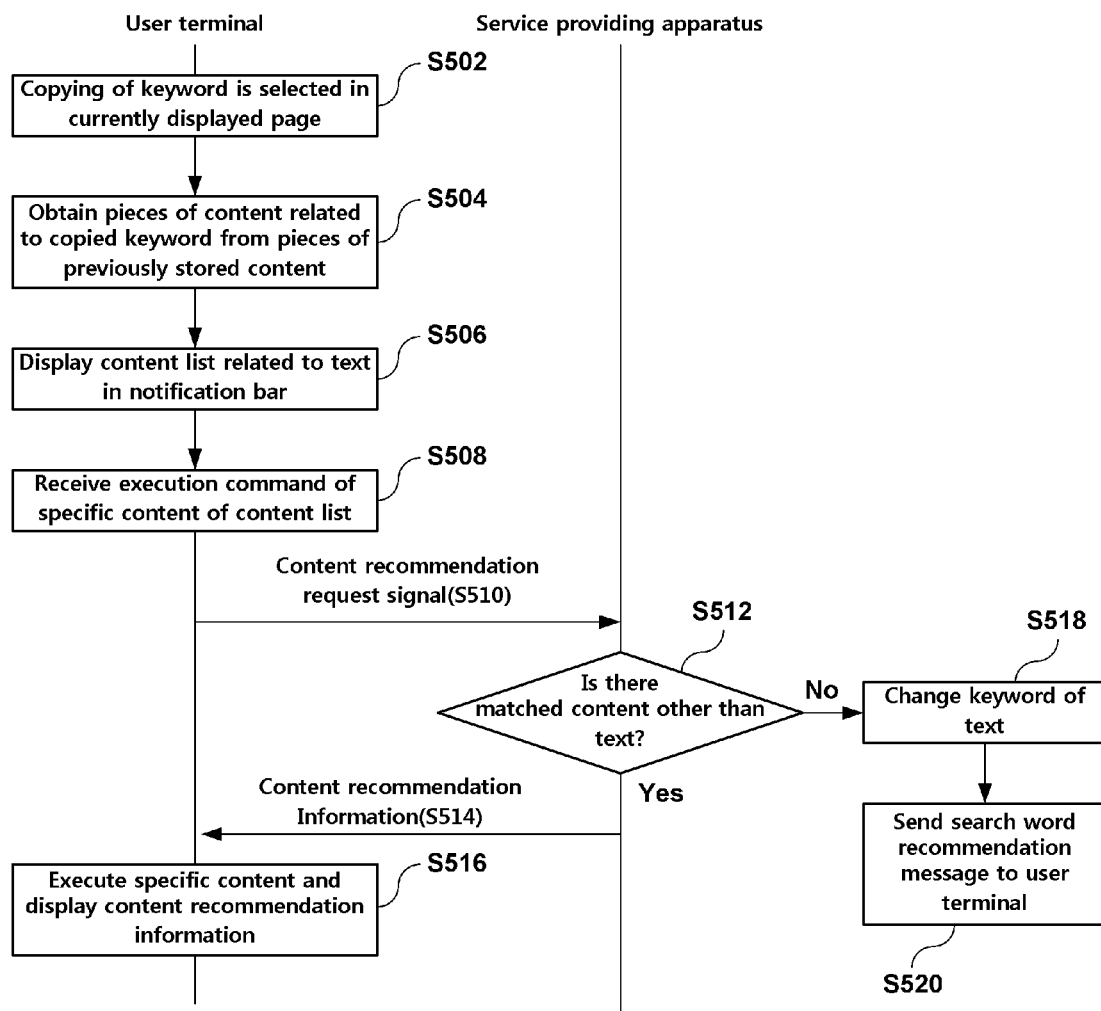 User terminal
Service providing apparatus
S502
Copying of keyword is selected in
currently displayed page
S504
Obtain pieces of content related
to copied keyword from pieces of
previously stored content
S506
Display content list related to text
in notification bar
S508
Receive execution command of
specific content of content list
Content recommendation
request signal(S510)
S512
Is there
matched content other than
text?
No
Yes
S518
Change keyword of
text
Content recommendation
Information(S514)
Send search word
recommendation
message to user
terminal
S520
S516
Execute specific content and
display content recommendation
information